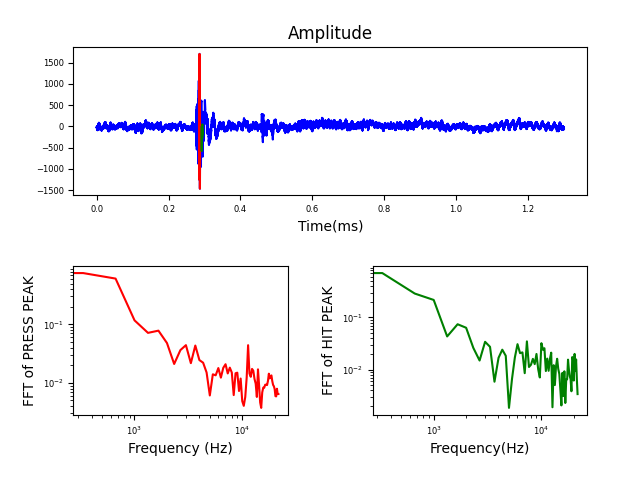 Amplitude
1500
1000
500
0
−500
−1000
−1500
0.0 0.2 0.4 0.6 0.8 1.0 1.2
Time(ms)
FFT of PRESS PEAK
10⁻¹
10⁻²
10³ 10⁴
Frequency (Hz)
FFT of HIT PEAK
10⁻¹
10⁻²
10³ 10⁴
Frequency(Hz)